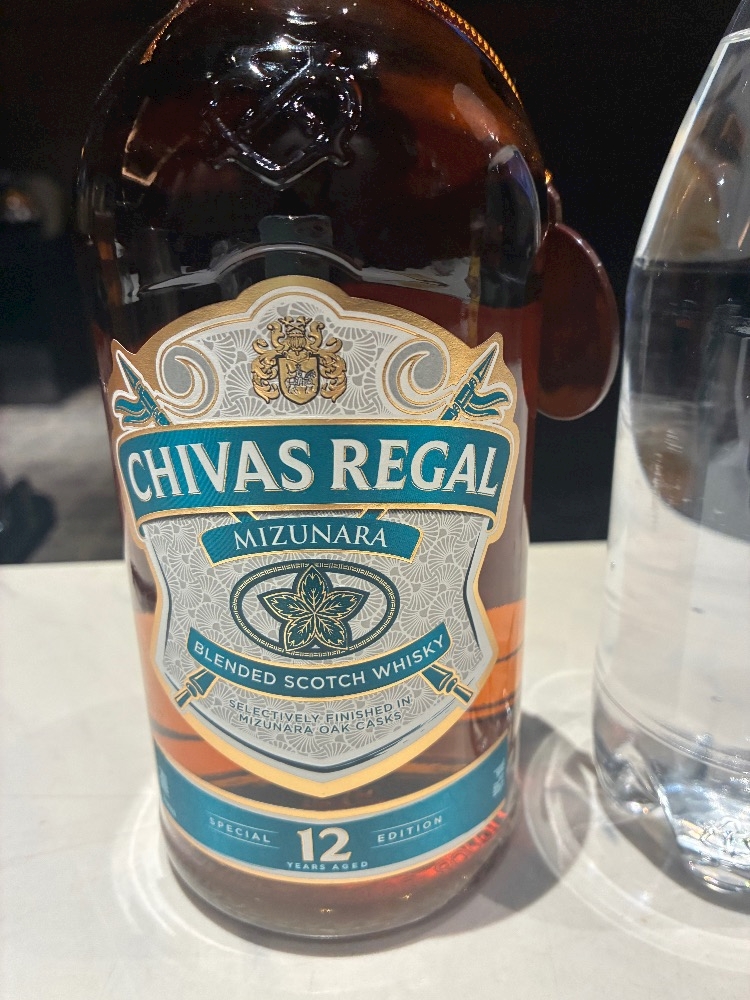 CHIVAS REGAL
MIZUNARA
BLENDED SCOTCH WHISKY
SELECTIVELY FINISHED IN
MIZUNARA OAK CASKS
SPECIAL 12 EDITION
YEARS AGED